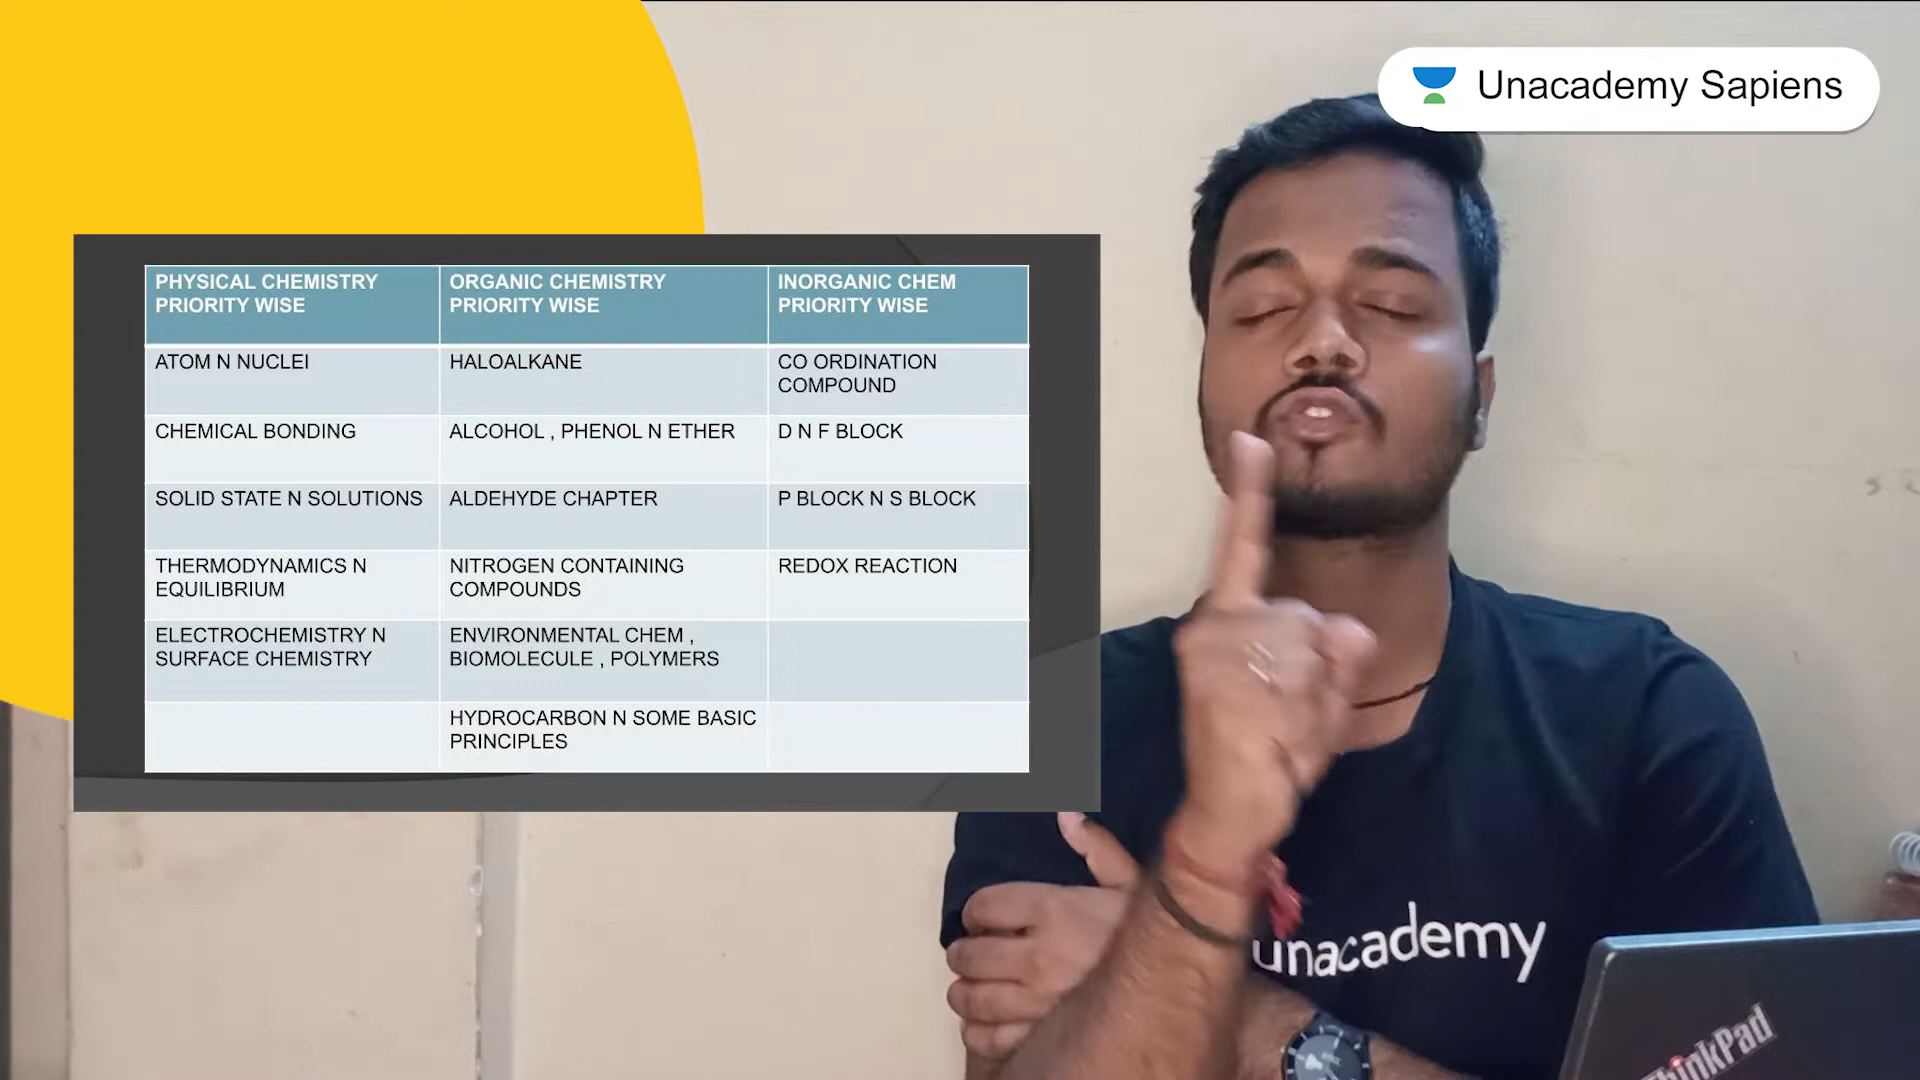 Unacademy Sapiens
PHYSICAL CHEMISTRY
PRIORITY WISE
ORGANIC CHEMISTRY
PRIORITY WISE
INORGANIC CHEM
PRIORITY WISE
ATOM N NUCLEI
HALOALKANE
CO ORDINATION
COMPOUND
CHEMICAL BONDING
ALCOHOL , PHENOL N ETHER
D N F BLOCK
SOLID STATE N SOLUTIONS
ALDEHYDE CHAPTER
P BLOCK N S BLOCK
THERMODYNAMICS N
EQUILIBRIUM
NITROGEN CONTAINING
COMPOUNDS
REDOX REACTION
ELECTROCHEMISTRY N
SURFACE CHEMISTRY
ENVIRONMENTAL CHEM ,
BIOMOLECULE , POLYMERS
HYDROCARBON N SOME BASIC
PRINCIPLES
unacademy
ThinkPad